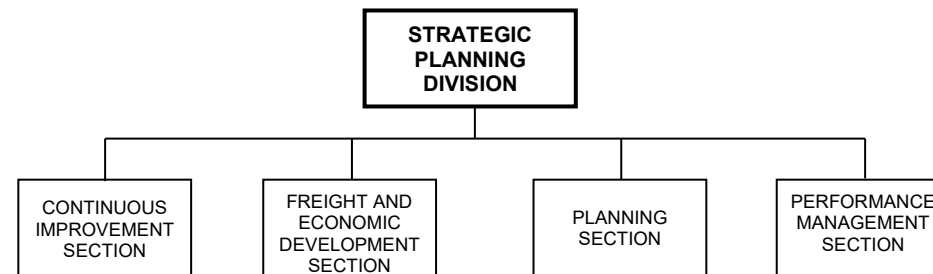 STRATEGIC
PLANNING
DIVISION
CONTINUOUS
IMPROVEMENT
SECTION
FREIGHT AND
ECONOMIC
DEVELOPMENT
SECTION
PLANNING
SECTION
PERFORMANCE
MANAGEMENT
SECTION